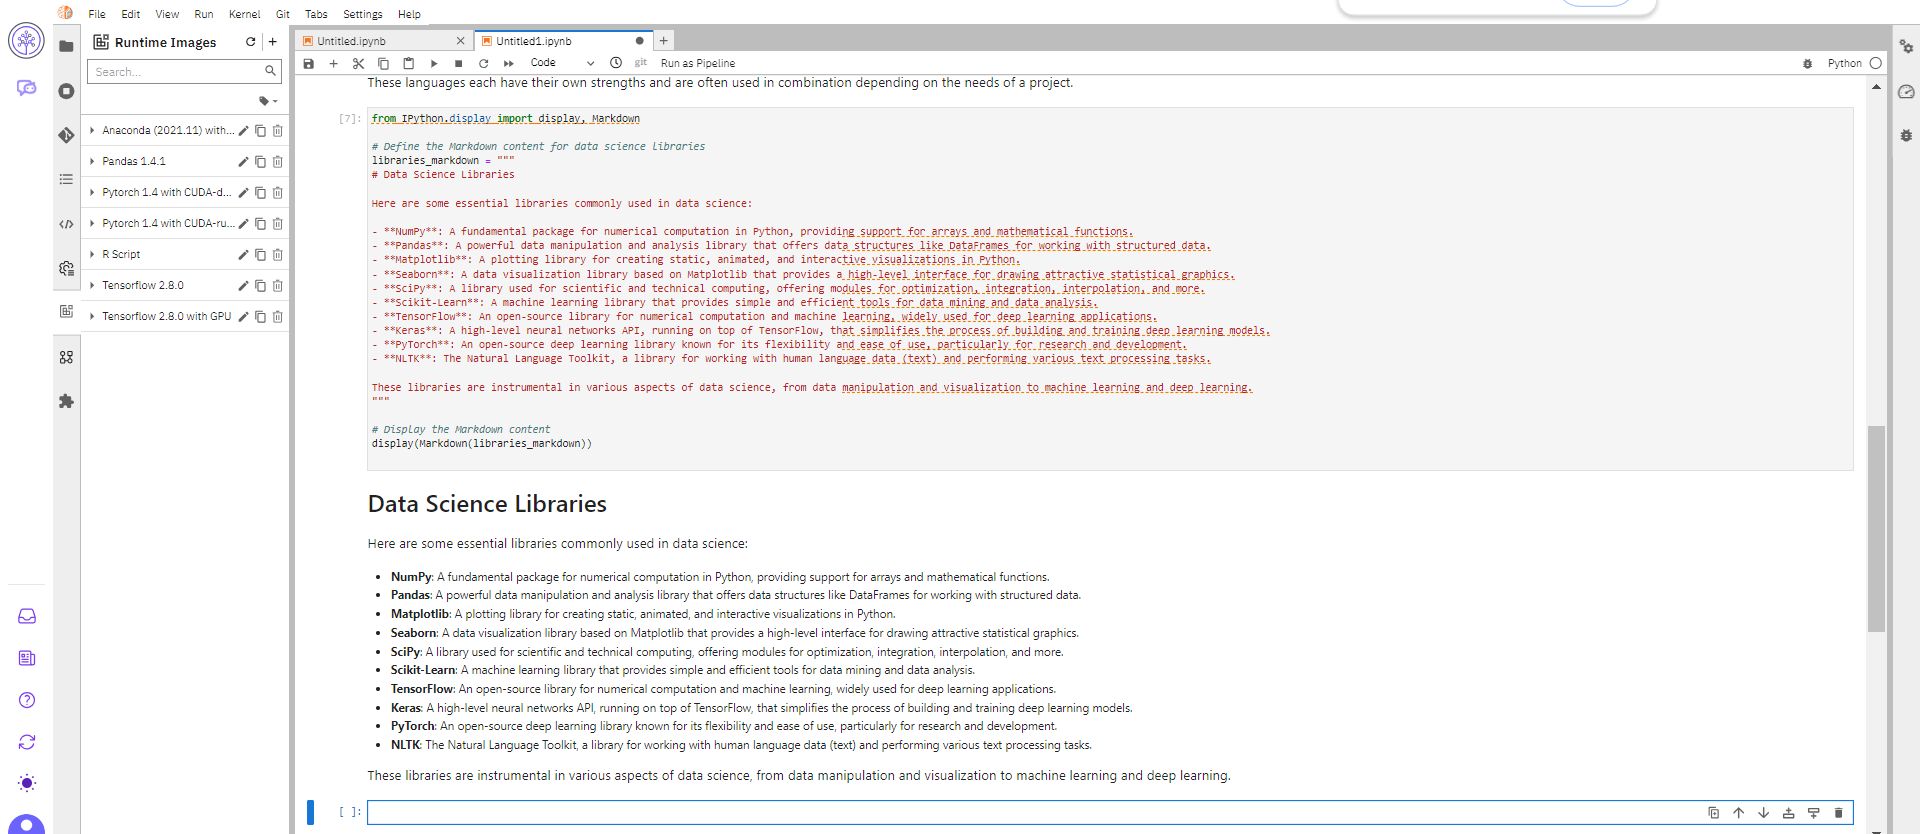 File Edit View Run Kernel Git Tabs Settings Help
Runtime Images
Search...
Anaconda (2021.11) with...
Pandas 1.4.1
Pytorch 1.4 with CUDA-d...
Pytorch 1.4 with CUDA-ru...
R Script
Tensorflow 2.8.0
Tensorflow 2.8.0 with GPU
Untitled.ipynb
Untitled1.ipynb
Code
git
Run as Pipeline
Python
These languages each have their own strengths and are often used in combination depending on the needs of a project.
[7]:
from IPython.display import display, Markdown
# Define the Markdown content for data science libraries
libraries_markdown = """
# Data Science Libraries
Here are some essential libraries commonly used in data science:
- **NumPy**: A fundamental package for numerical computation in Python, providing support for arrays and mathematical functions.
- **Pandas**: A powerful data manipulation and analysis library that offers data structures like DataFrames for working with structured data.
- **Matplotlib**: A plotting library for creating static, animated, and interactive visualizations in Python.
- **Seaborn**: A data visualization library based on Matplotlib that provides a high-level interface for drawing attractive statistical graphics.
- **SciPy**: A library used for scientific and technical computing, offering modules for optimization, integration, interpolation, and more.
- **Scikit-Learn**: A machine learning library that provides simple and efficient tools for data mining and data analysis.
- **TensorFlow**: An open-source library for numerical computation and machine learning, widely used for deep learning applications.
- **Keras**: A high-level neural networks API, running on top of TensorFlow, that simplifies the process of building and training deep learning models.
- **PyTorch**: An open-source deep learning library known for its flexibility and ease of use, particularly for research and development.
- **NLTK**: The Natural Language Toolkit, a library for working with human language data (text) and performing various text processing tasks.
These libraries are instrumental in various aspects of data science, from data manipulation and visualization to machine learning and deep learning.
"""
# Display the Markdown content
display(Markdown(libraries_markdown))
Data Science Libraries
Here are some essential libraries commonly used in data science:
• NumPy: A fundamental package for numerical computation in Python, providing support for arrays and mathematical functions.
• Pandas: A powerful data manipulation and analysis library that offers data structures like DataFrames for working with structured data.
• Matplotlib: A plotting library for creating static, animated, and interactive visualizations in Python.
• Seaborn: A data visualization library based on Matplotlib that provides a high-level interface for drawing attractive statistical graphics.
• SciPy: A library used for scientific and technical computing, offering modules for optimization, integration, interpolation, and more.
• Scikit-Learn: A machine learning library that provides simple and efficient tools for data mining and data analysis.
• TensorFlow: An open-source library for numerical computation and machine learning, widely used for deep learning applications.
• Keras: A high-level neural networks API, running on top of TensorFlow, that simplifies the process of building and training deep learning models.
• PyTorch: An open-source deep learning library known for its flexibility and ease of use, particularly for research and development.
• NLTK: The Natural Language Toolkit, a library for working with human language data (text) and performing various text processing tasks.
These libraries are instrumental in various aspects of data science, from data manipulation and visualization to machine learning and deep learning.
[ ]: